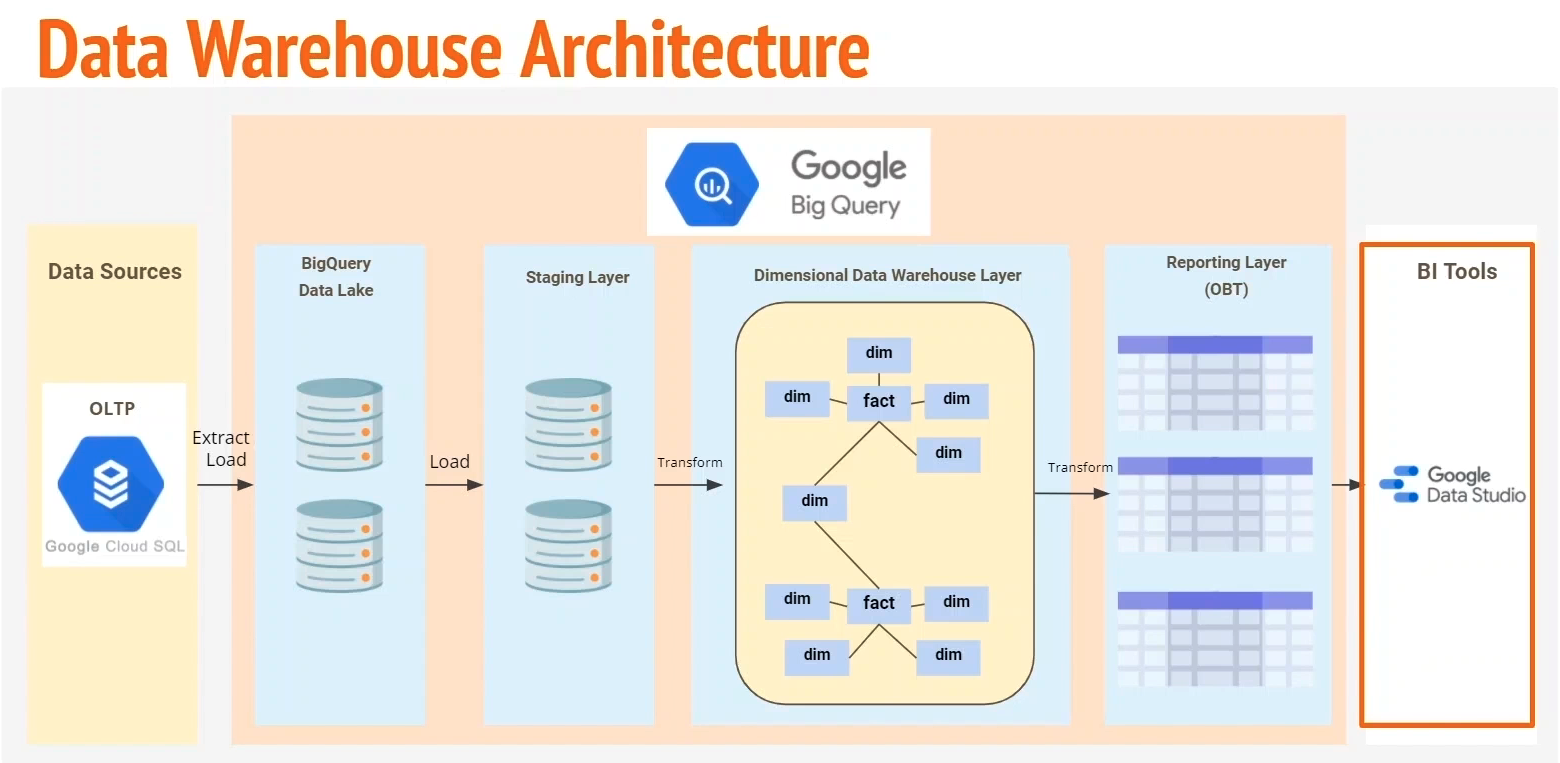 Data Warehouse Architecture
Google
Big Query
Data Sources
OLTP
Google Cloud SQL
Extract
Load
BigQuery
Data Lake
Load
Staging Layer
Transform
Dimensional Data Warehouse Layer
dim
dim
fact
dim
dim
dim
dim
fact
dim
dim
dim
Transform
Reporting Layer
(OBT)
BI Tools
Google
Data Studio